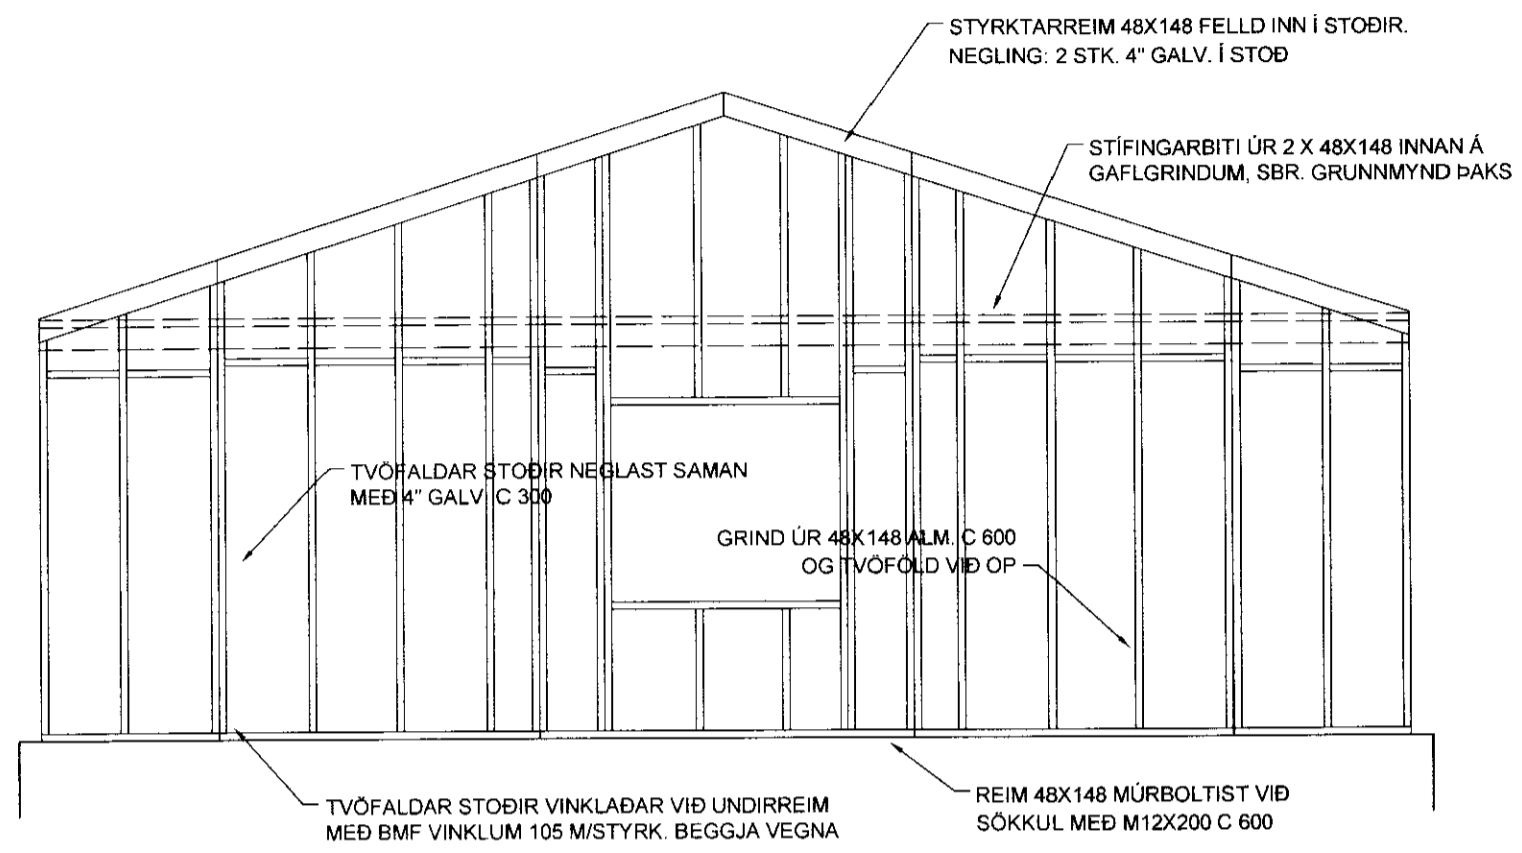 STYRKTARREIM 48X148 FELLD INN Í STOÐIR.
NEGLING: 2 STK. 4" GALV. Í STOÐ
STÍFINGARBITI ÚR 2 X 48X148 INNAN Á
GAFLGRINDUM, SBR. GRUNNMYND ÞAKS
TVÖFALDAR STOÐIR NEGLAST SAMAN
MEÐ 4" GALV. C 300
GRIND ÚR 48X148 ALM. C 600
OG TVÖFÖLD VIÐ OP
TVÖFALDAR STOÐIR VINKLAÐAR VIÐ UNDIRREIM
MEÐ BMF VINKLUM 105 M/STYRK. BEGGJA VEGNA
REIM 48X148 MÚRBOLTIST VIÐ
SÖKKUL MEÐ M12X200 C 600